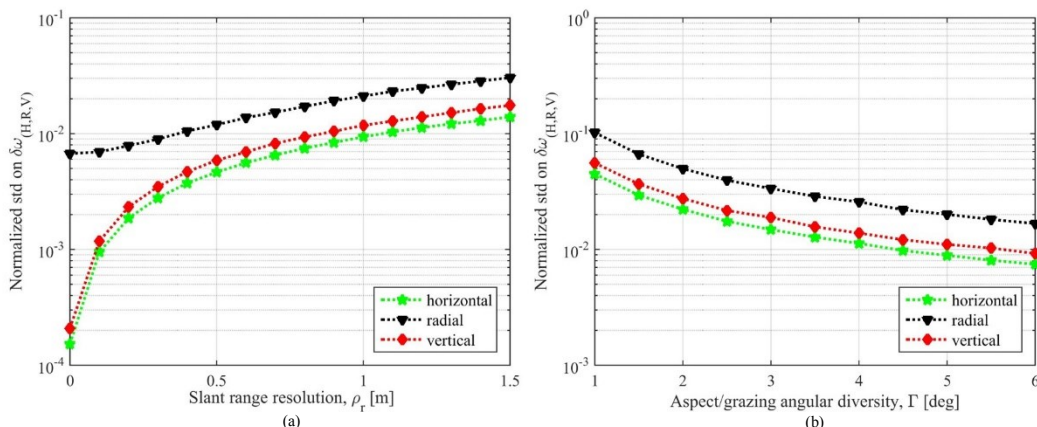 Normalized std on δω(H,R,V)
10^-1
10^-2
10^-3
10^-4
0
0.5
1
1.5
Slant range resolution, ρr [m]
horizontal
radial
vertical
(a)
Normalized std on δω(H,R,V)
10^0
10^-1
10^-2
10^-3
1
2
3
4
5
6
Aspect/grazing angular diversity, Γ [deg]
horizontal
radial
vertical
(b)